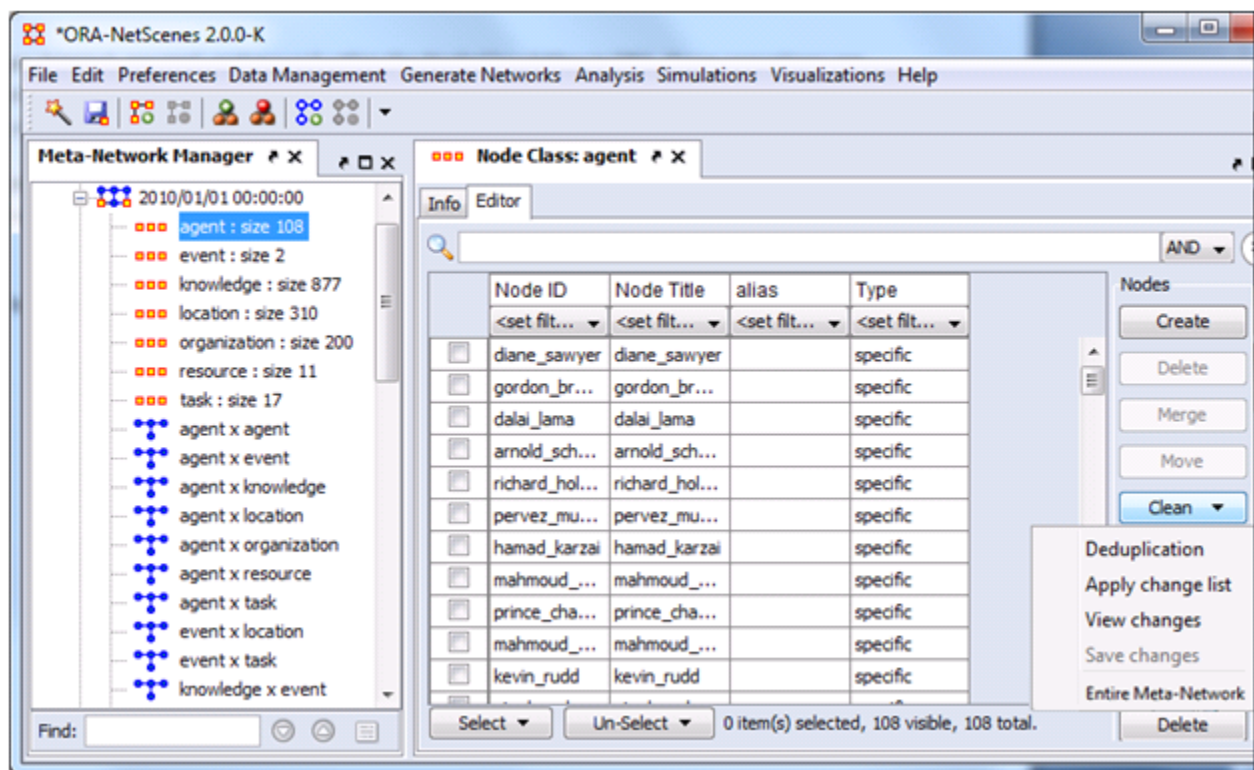 *ORA-NetScenes 2.0.0-K
File Edit Preferences Data Management Generate Networks Analysis Simulations Visualizations Help
Meta-Network Manager
2010/01/01 00:00:00
agent : size 108
event : size 2
knowledge : size 877
location : size 310
organization : size 200
resource : size 11
task : size 17
agent x agent
agent x event
agent x knowledge
agent x location
agent x organization
agent x resource
agent x task
event x location
event x task
knowledge x event
Find:
Node Class: agent
Info Editor
AND
Node ID Node Title alias Type
<set filt... <set filt... <set filt... <set filt...
diane_sawyer diane_sawyer specific
gordon_br... gordon_br... specific
dalai_lama dalai_lama specific
arnold_sch... arnold_sch... specific
richard_hol... richard_hol... specific
pervez_mu... pervez_mu... specific
hamad_karzai hamad_karzai specific
mahmoud_... mahmoud_... specific
prince_cha... prince_cha... specific
mahmoud_... mahmoud_... specific
kevin_rudd kevin_rudd specific
Select Un-Select 0 item(s) selected, 108 visible, 108 total.
Nodes
Create
Delete
Merge
Move
Clean
Deduplication
Apply change list
View changes
Save changes
Entire Meta-Network
Delete